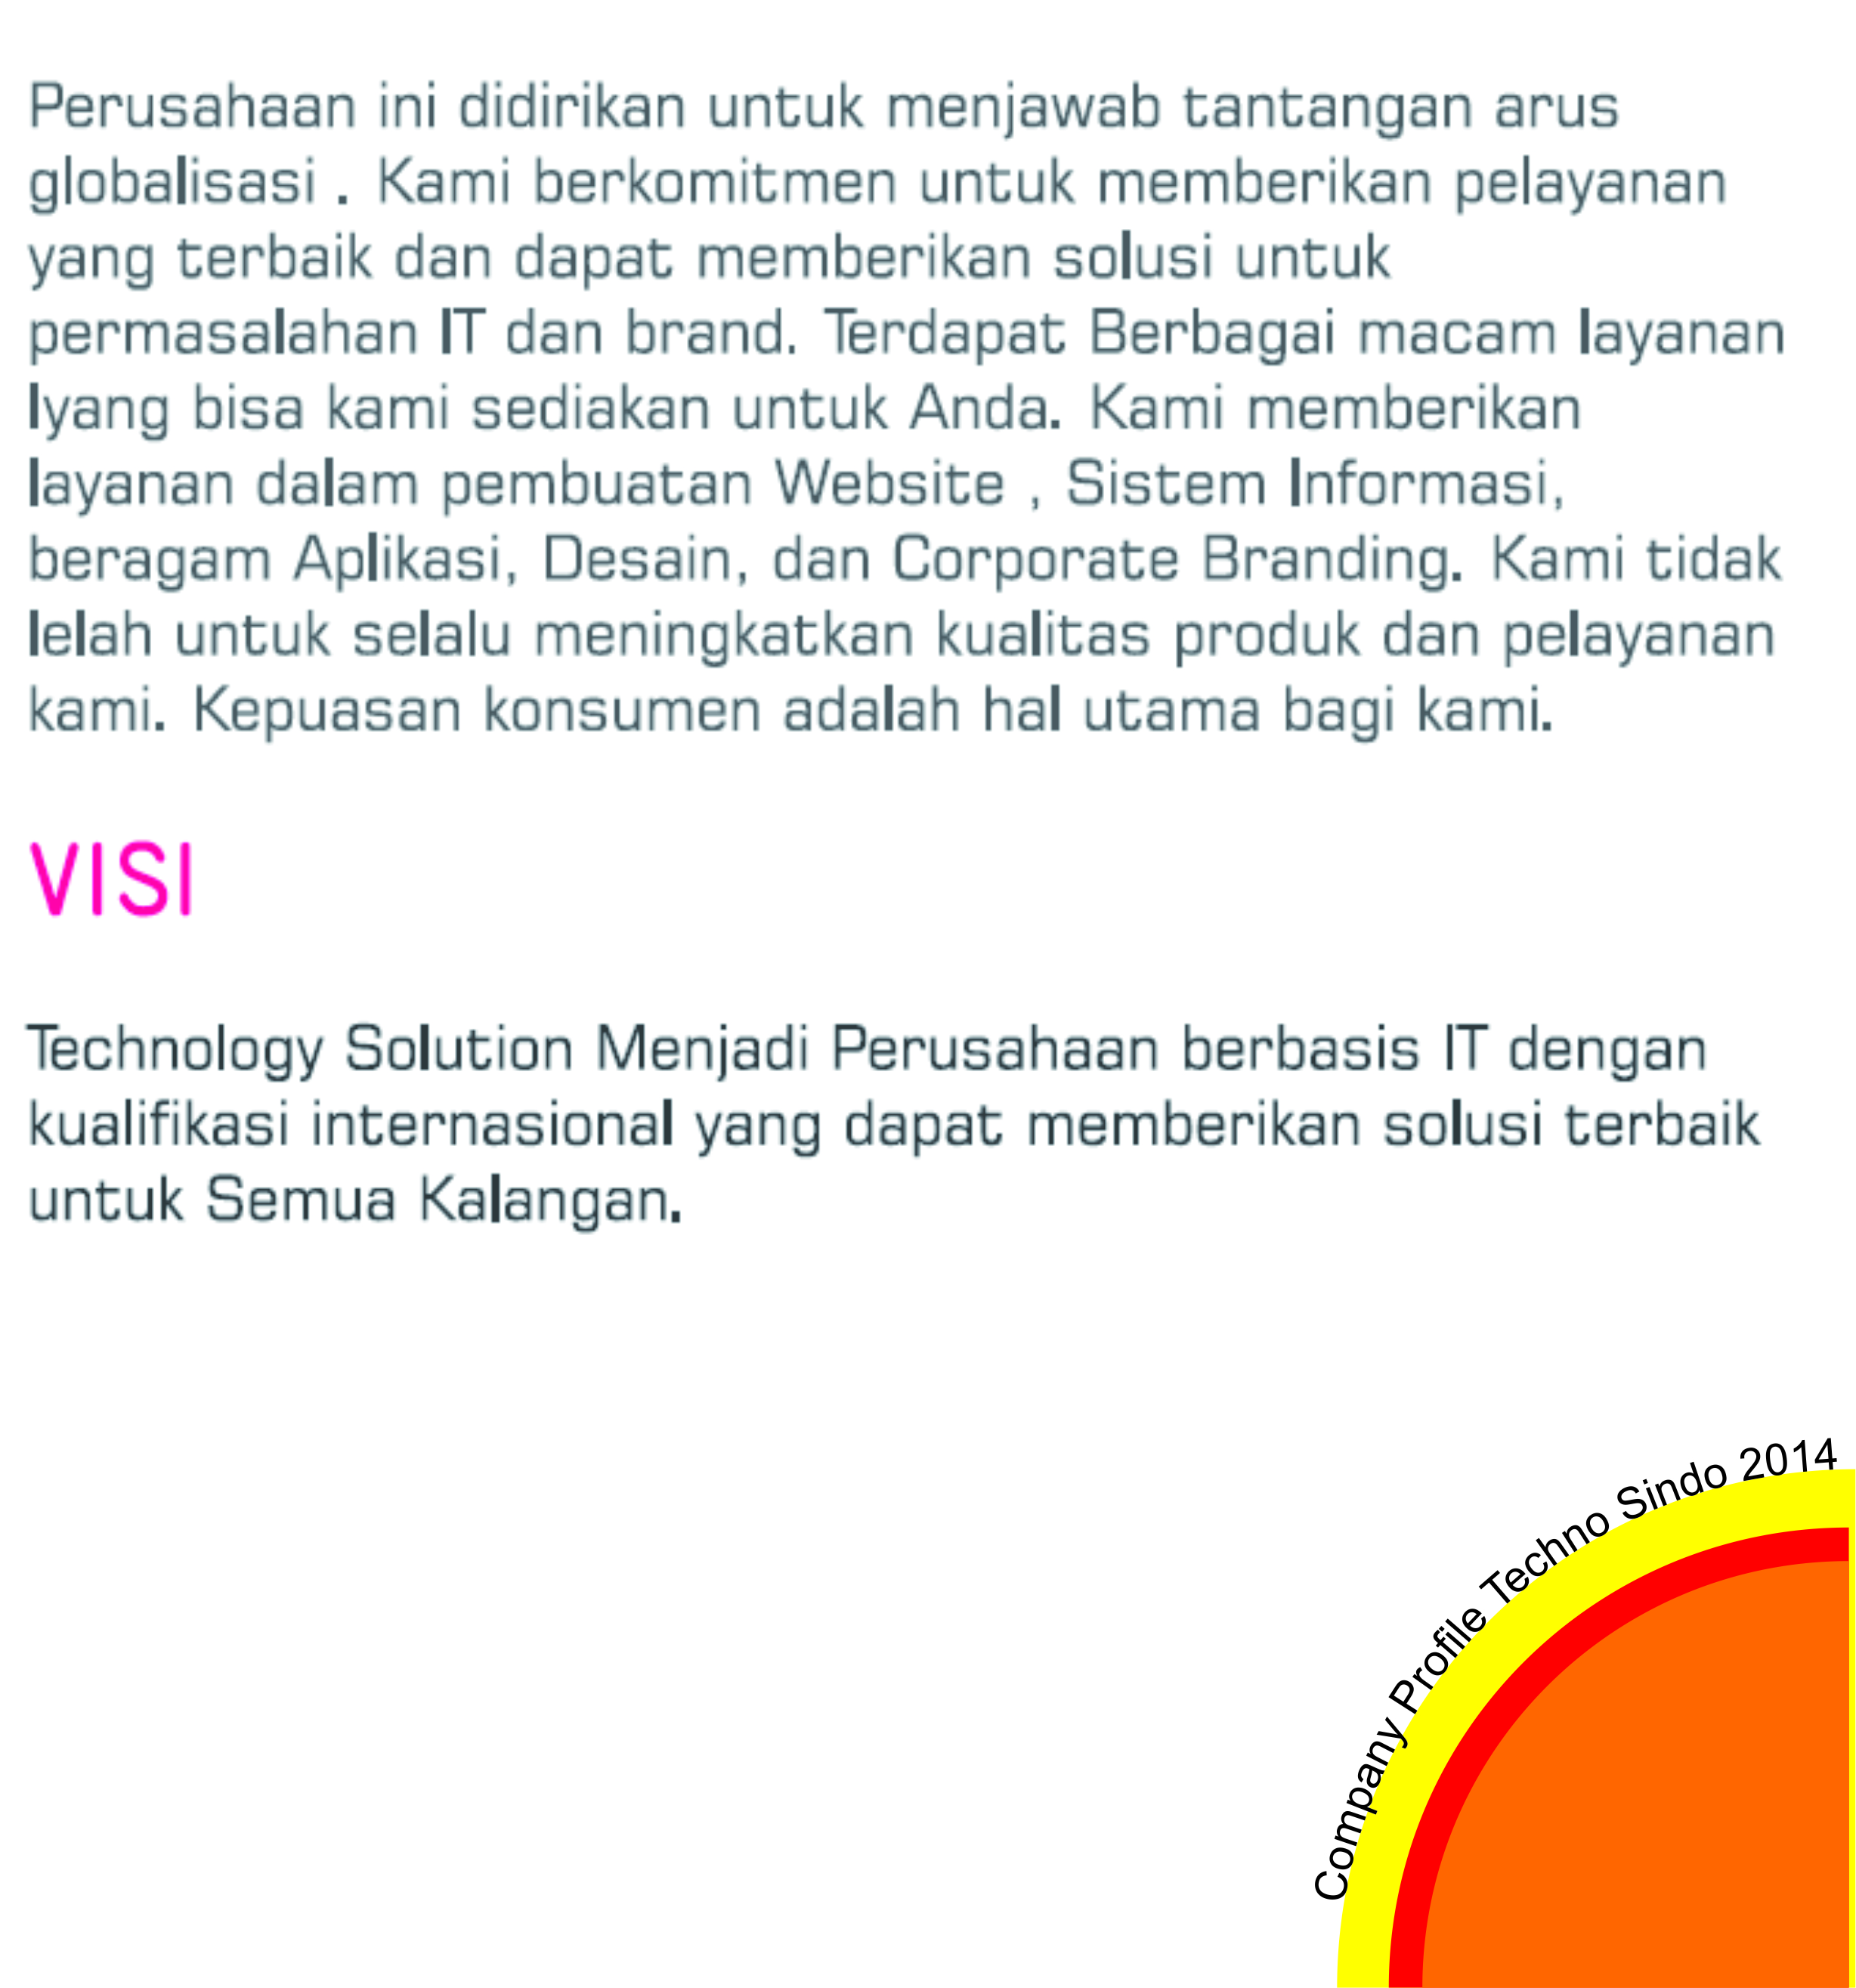 Perusahaan ini didirikan untuk menjawab tantangan arus
globalisasi . Kami berkomitmen untuk memberikan pelayanan
yang terbaik dan dapat memberikan solusi untuk
permasalahan IT dan brand. Terdapat Berbagai macam layanan
lyang bisa kami sediakan untuk Anda. Kami memberikan
layanan dalam pembuatan Website , Sistem Informasi,
beragam Aplikasi, Desain, dan Corporate Branding. Kami tidak
lelah untuk selalu meningkatkan kualitas produk dan pelayanan
kami. Kepuasan konsumen adalah hal utama bagi kami.
VISI
Technology Solution Menjadi Perusahaan berbasis IT dengan
kualifikasi internasional yang dapat memberikan solusi terbaik
untuk Semua Kalangan.
Company Profile Techno Sindo 2014